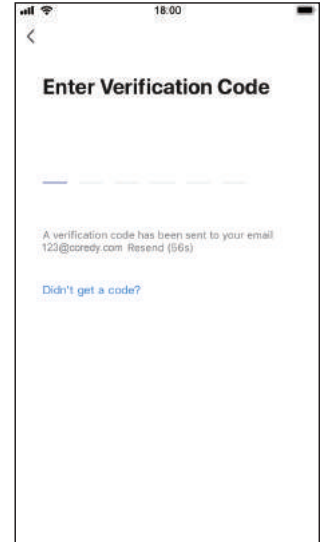 18:00
Enter Verification Code
A verification code has been sent to your email
123@coredy.com Resend (56s)
Didn't get a code?